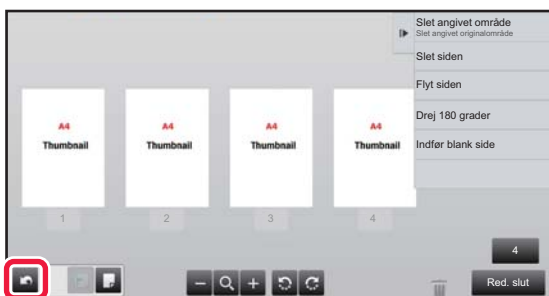 Slet angivet område
Slet angivet originalområde
Slet siden
Flyt siden
Drej 180 grader
Indfør blank side
A4 A4 A4 A4
Thumbnail Thumbnail Thumbnail Thumbnail
1 2 3 4
4
Red. slut